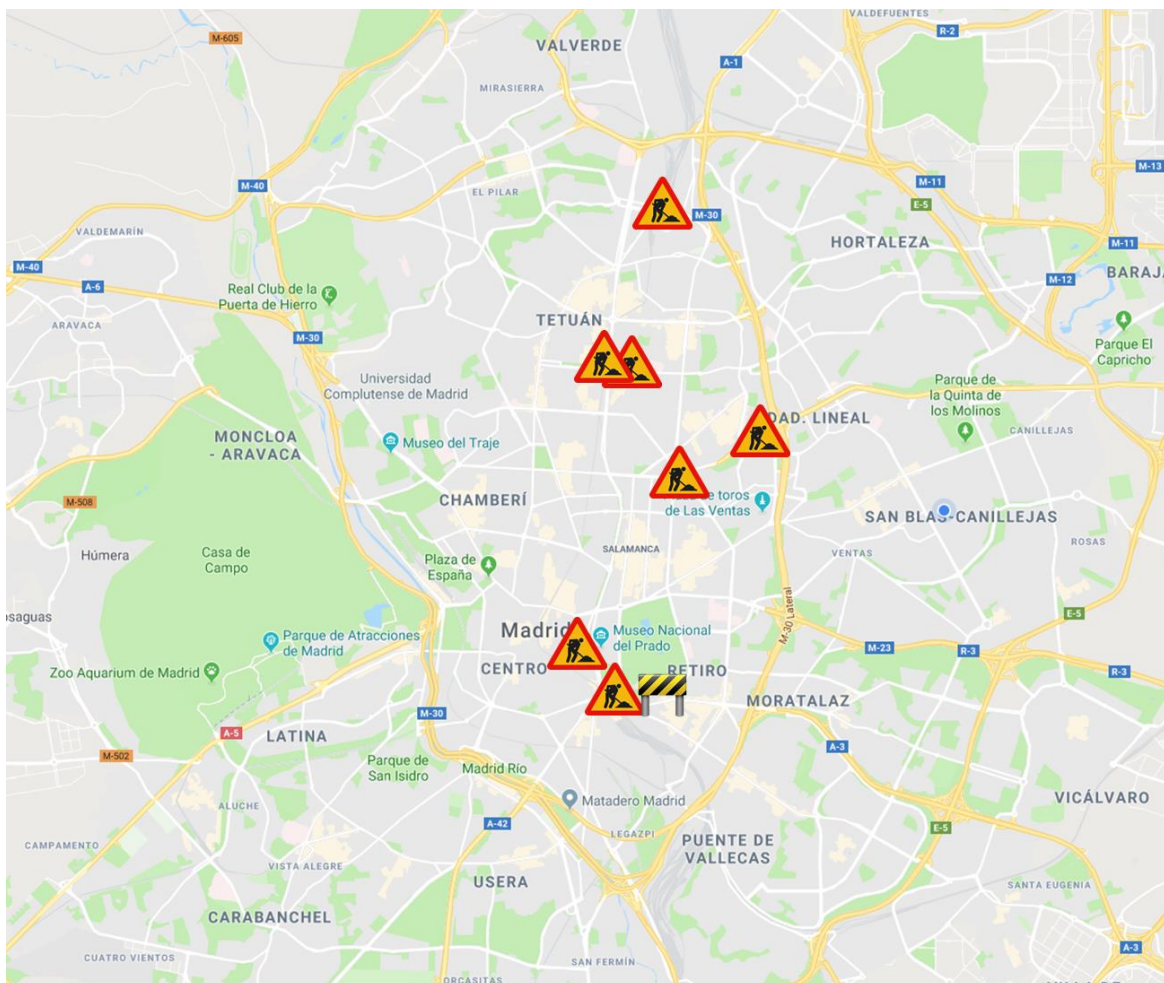 VALDEFUENTES
M-605
R-2
VALVERDE
A-1
MIRASIERRA
M-13
M-40
EL PILAR
M-11
E-5
M-30
VALDEMARÍN
HORTALEZA
M-11
M-40
A-6
Real Club de la
Puerta de Hierro
M-12
BARAJ
TETUÁN
ARAVACA
M-30
Parque El
Capricho
Universidad
Complutense de Madrid
Parque de
la Quinta de
los Molinos
DAD. LINEAL
CANILLEJAS
MONCLOA
- ARAVACA
Museo del Traje
CHAMBERÍ
M-508
de toros
de Las Ventas
SAN BLAS-CANILLEJAS
ROSAS
Húmera
Casa de
Campo
Plaza de
España
SALAMANCA
VENTAS
M-30 Lateral
osaguas
E-5
Madrid
Museo Nacional
del Prado
Parque de Atracciones
de Madrid
M-23
R-3
R-3
Zoo Aquarium de Madrid
CENTRO
RETIRO
MORATALAZ
M-30
A-5
LATINA
M-502
A-3
Parque de
San Isidro
Madrid Río
Matadero Madrid
VICÁLVARO
ALUCHE
A-42
LEGAZPI
E-5
PUENTE DE
VALLECAS
CAMPAMENTO
VISTA ALEGRE
USERA
SANTA EUGENIA
CARABANCHEL
A-3
CUATRO VIENTOS
SAN FERMÍN
ORCASITAS